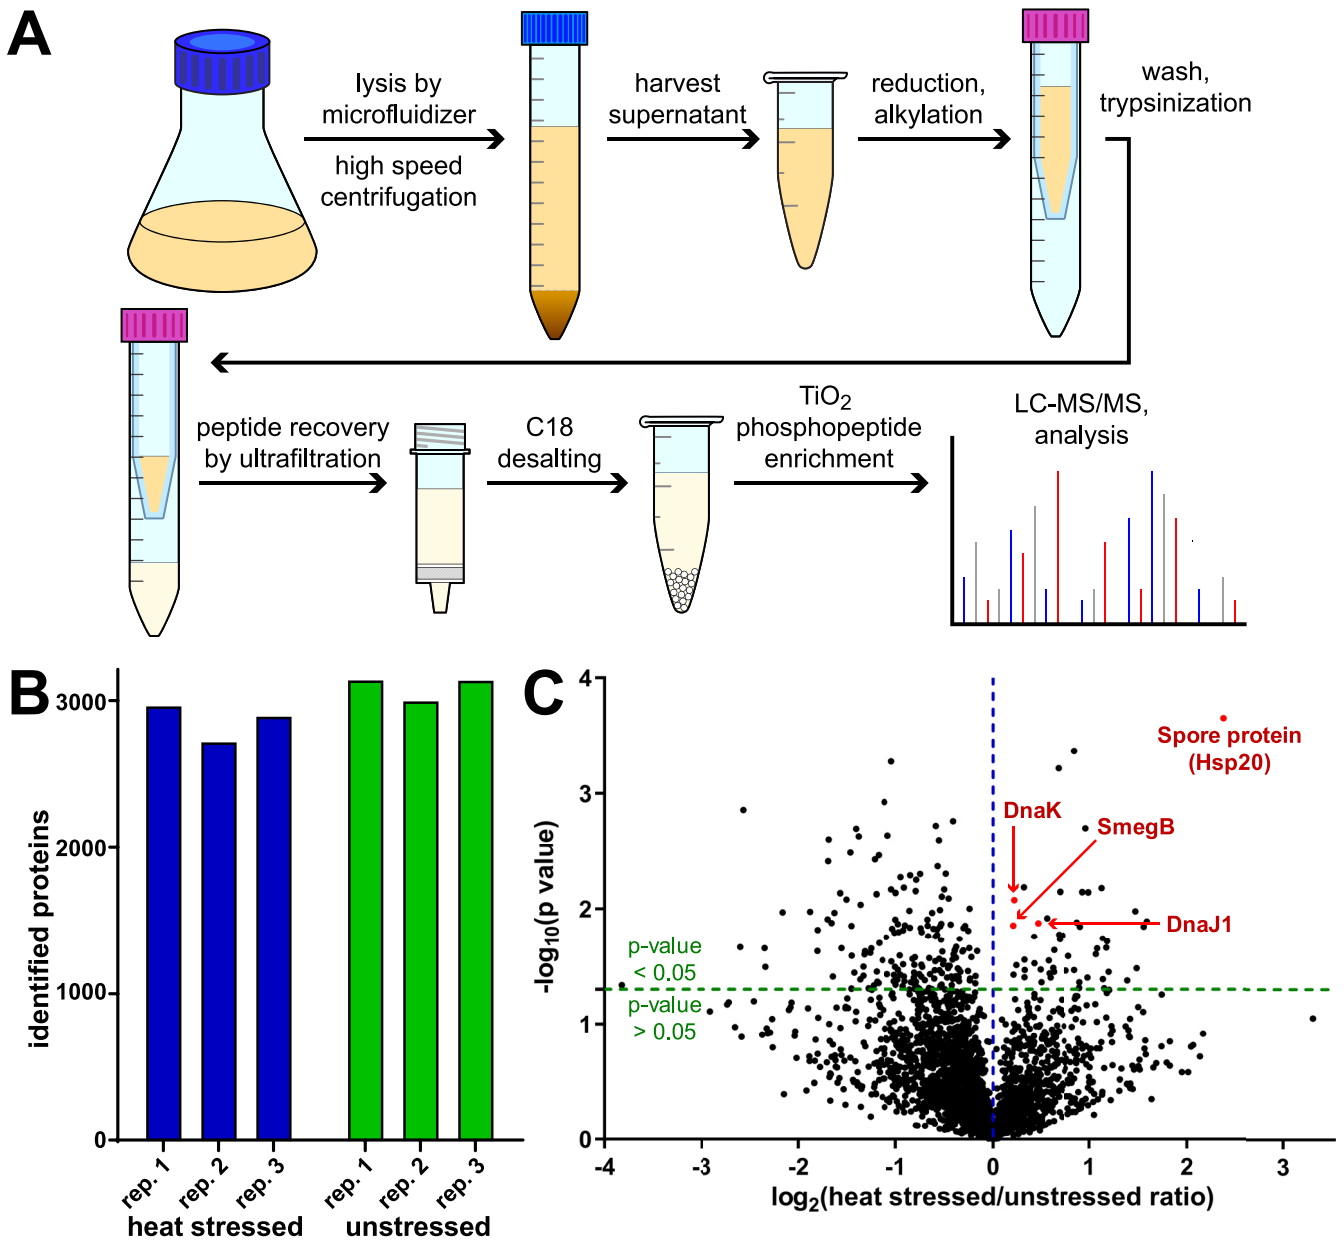 A
lysis by
microfluidizer
high speed
centrifugation
harvest
supernatant
reduction,
alkylation
wash,
trypsinization
peptide recovery
by ultrafiltration
C18
desalting
TiO2
phosphopeptide
enrichment
LC-MS/MS,
analysis
B
identified proteins
3000
2000
1000
0
rep. 1
rep. 2
rep. 3
rep. 1
rep. 2
rep. 3
heat stressed
unstressed
C
-log10(p value)
4
3
2
1
0
Spore protein
(Hsp20)
DnaK
SmegB
DnaJ1
p-value
< 0.05
p-value
> 0.05
-4
-3
-2
-1
0
1
2
3
log2(heat stressed/unstressed ratio)